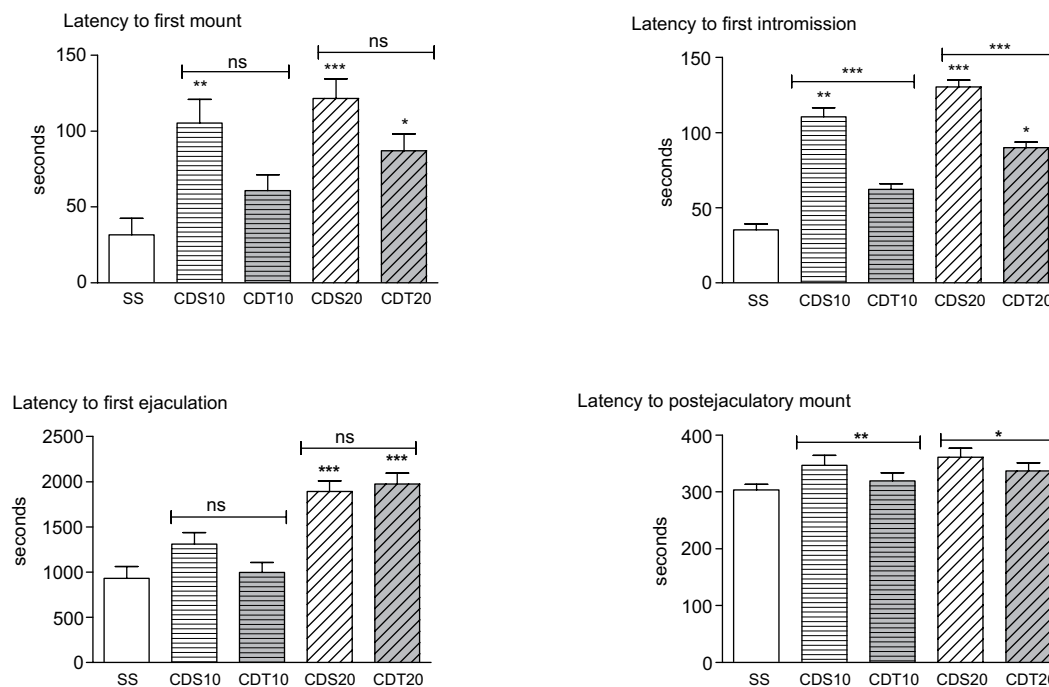 Latency to first mount
seconds
150
100
50
0
**
ns
***
ns
*
SS CDS10 CDT10 CDS20 CDT20
Latency to first intromission
seconds
150
100
50
0
**
***
***
***
*
SS CDS10 CDT10 CDS20 CDT20
Latency to first ejaculation
seconds
2500
2000
1500
1000
500
0
ns
ns
***
***
SS CDS10 CDT10 CDS20 CDT20
Latency to postejaculatory mount
seconds
400
300
200
100
0
**
*
SS CDS10 CDT10 CDS20 CDT20